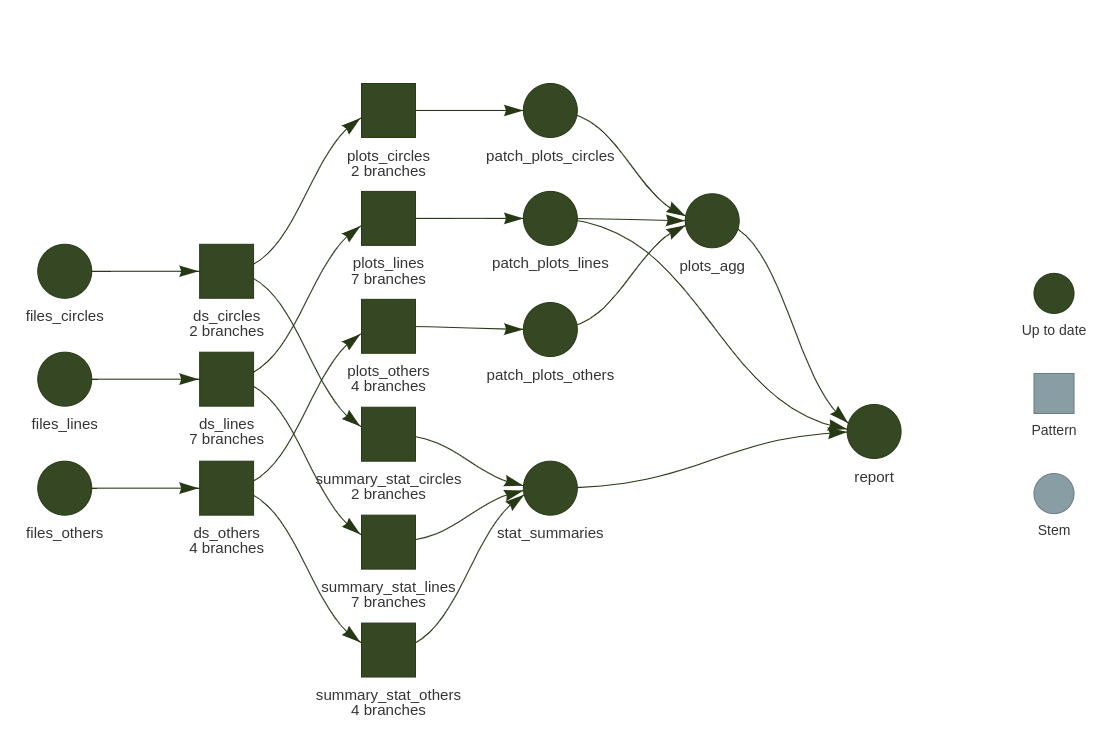 plots_circles
2 branches
patch_plots_circles
plots_lines
7 branches
patch_plots_lines
plots_agg
files_circles
ds_circles
2 branches
plots_others
4 branches
patch_plots_others
files_lines
ds_lines
7 branches
summary_stat_circles
2 branches
report
files_others
ds_others
4 branches
stat_summaries
summary_stat_lines
7 branches
summary_stat_others
4 branches
Up to date
Pattern
Stem